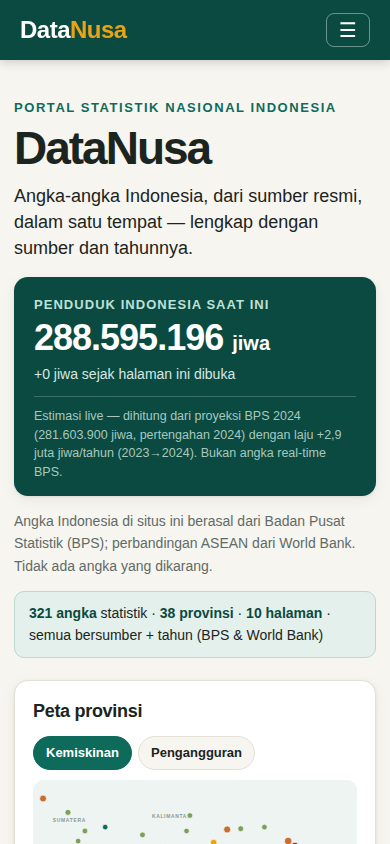 DataNusa
☰
PORTAL STATISTIK NASIONAL INDONESIA
DataNusa
Angka-angka Indonesia, dari sumber resmi,
dalam satu tempat — lengkap dengan
sumber dan tahunnya.
PENDUDUK INDONESIA SAAT INI
288.595.196 jiwa
+0 jiwa sejak halaman ini dibuka
Estimasi live — dihitung dari proyeksi BPS 2024
(281.603.900 jiwa, pertengahan 2024) dengan laju +2,9
juta jiwa/tahun (2023→2024). Bukan angka real-time
BPS.
Angka Indonesia di situs ini berasal dari Badan Pusat
Statistik (BPS); perbandingan ASEAN dari World Bank.
Tidak ada angka yang dikarang.
321 angka statistik · 38 provinsi · 10 halaman ·
semua bersumber + tahun (BPS & World Bank)
Peta provinsi
Kemiskinan Pengangguran
SUMATERA KALIMANTA